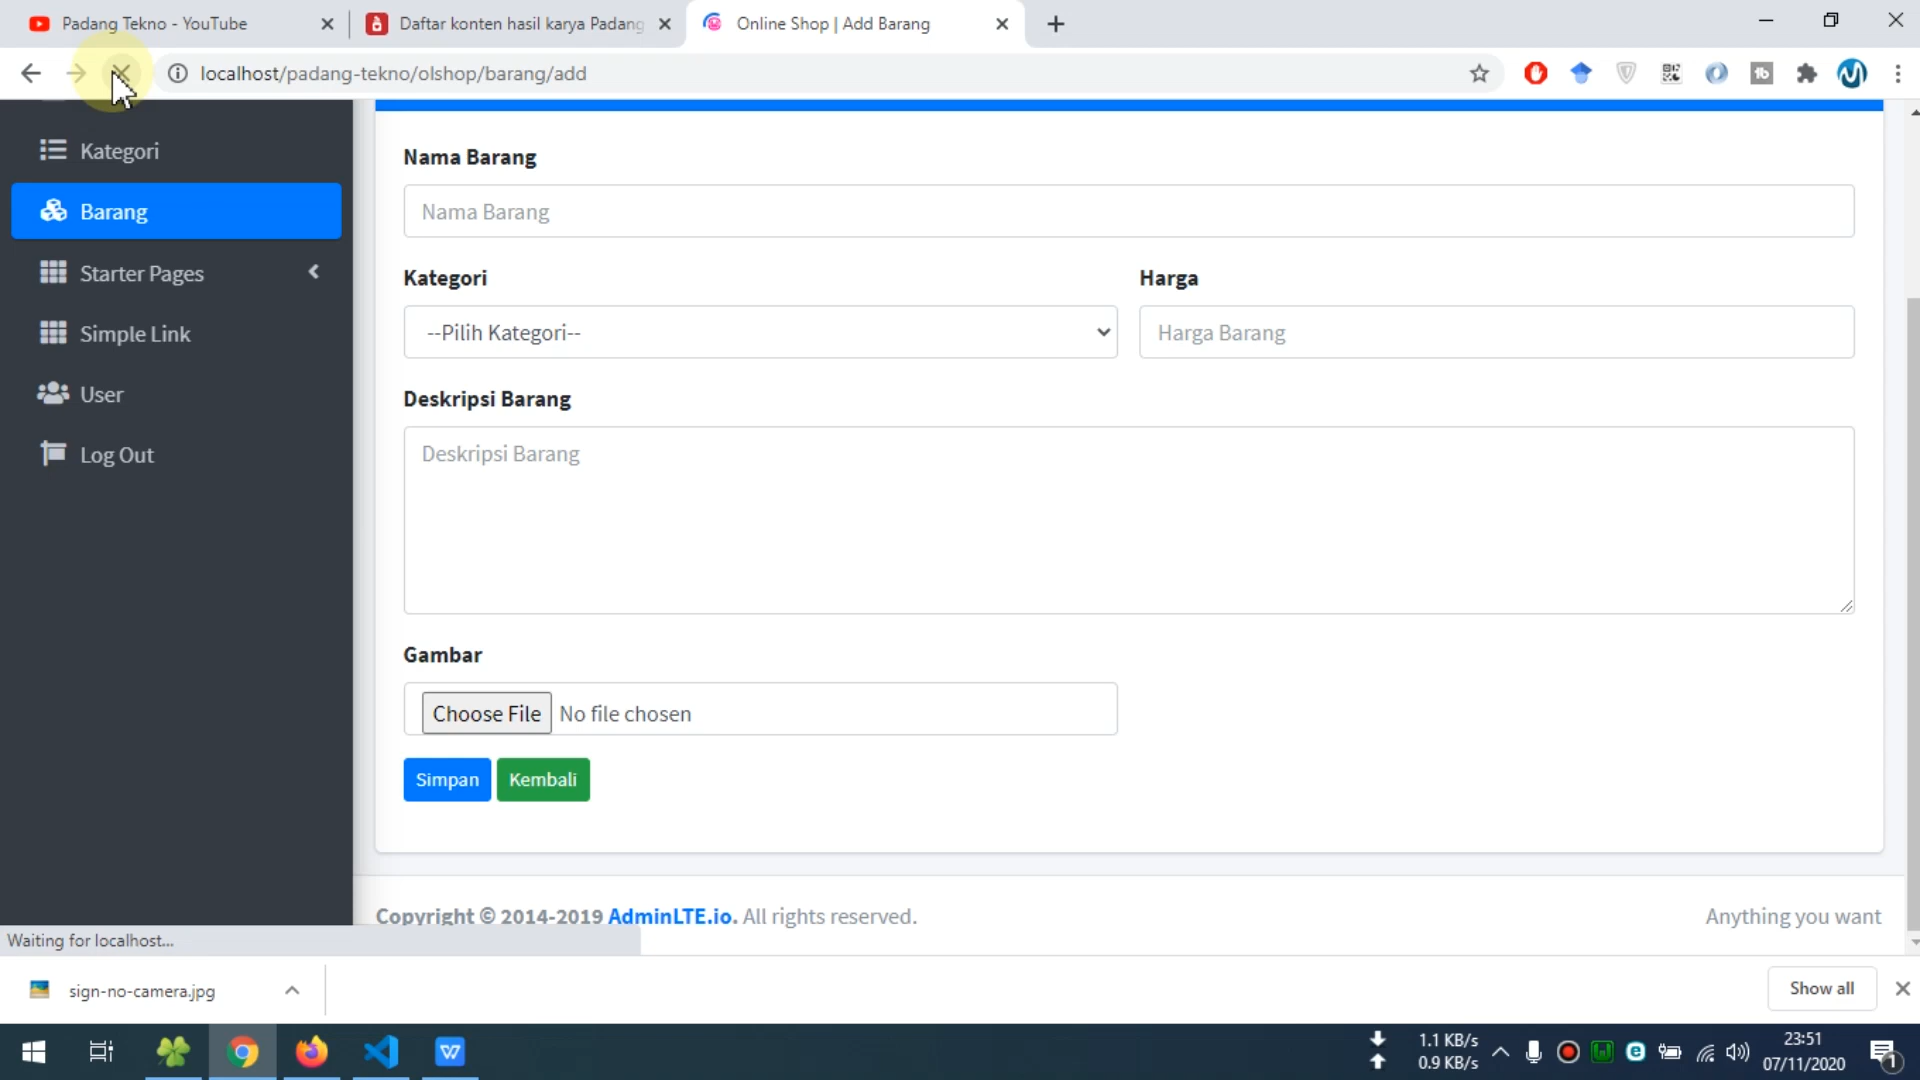 Padang Tekno - YouTube
Daftar konten hasil karya Padang
Online Shop | Add Barang
localhost/padang-tekno/olshop/barang/add
Kategori
Barang
Starter Pages
Simple Link
User
Log Out
Nama Barang
Nama Barang
Kategori
Harga
--Pilih Kategori--
Harga Barang
Deskripsi Barang
Deskripsi Barang
Gambar
Choose File No file chosen
Simpan
Kembali
Copyright © 2014-2019 AdminLTE.io. All rights reserved.
Anything you want
Waiting for localhost...
sign-no-camera.jpg
Show all
1.1 KB/s
0.9 KB/s
23:51
07/11/2020
1